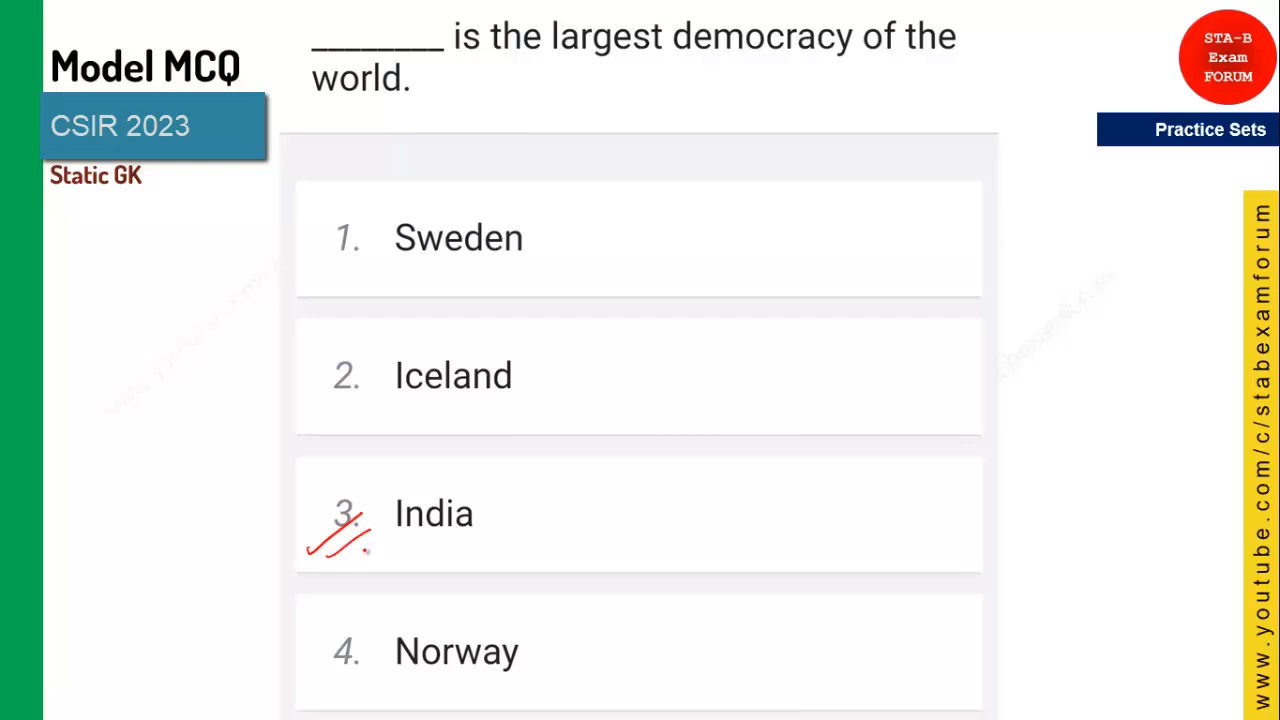 ________ is the largest democracy of the
world.
Model MCQ
CSIR 2023
Static GK
STA-B
Exam
FORUM
Practice Sets
1. Sweden
2. Iceland
3. India
4. Norway
www.youtube.com/c/stabexamforum